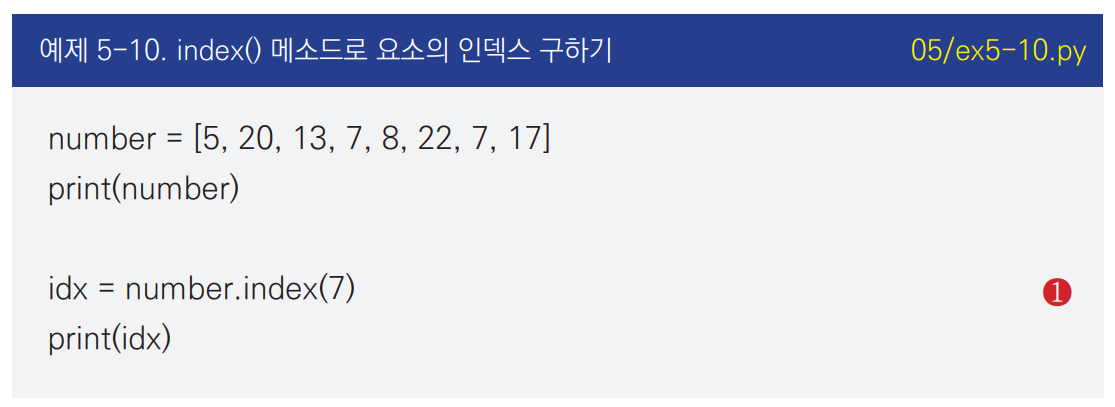 예제 5-10. index() 메소드로 요소의 인덱스 구하기 05/ex5-10.py
number = [5, 20, 13, 7, 8, 22, 7, 17]
print(number)
idx = number.index(7) ❶
print(idx)